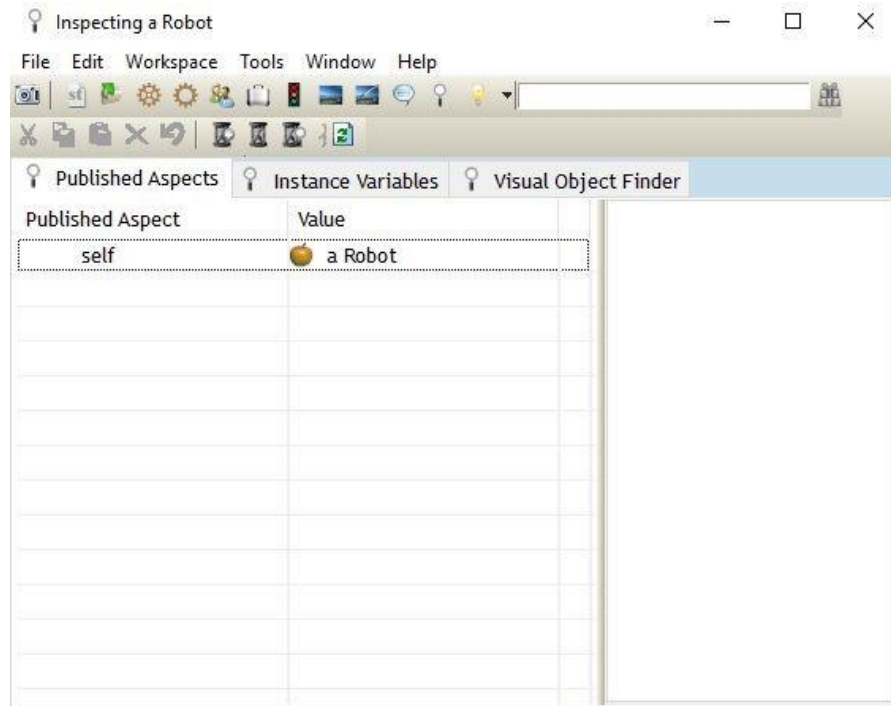 Inspecting a Robot
File Edit Workspace Tools Window Help
st
Published Aspects Instance Variables Visual Object Finder
Published Aspect Value
self a Robot